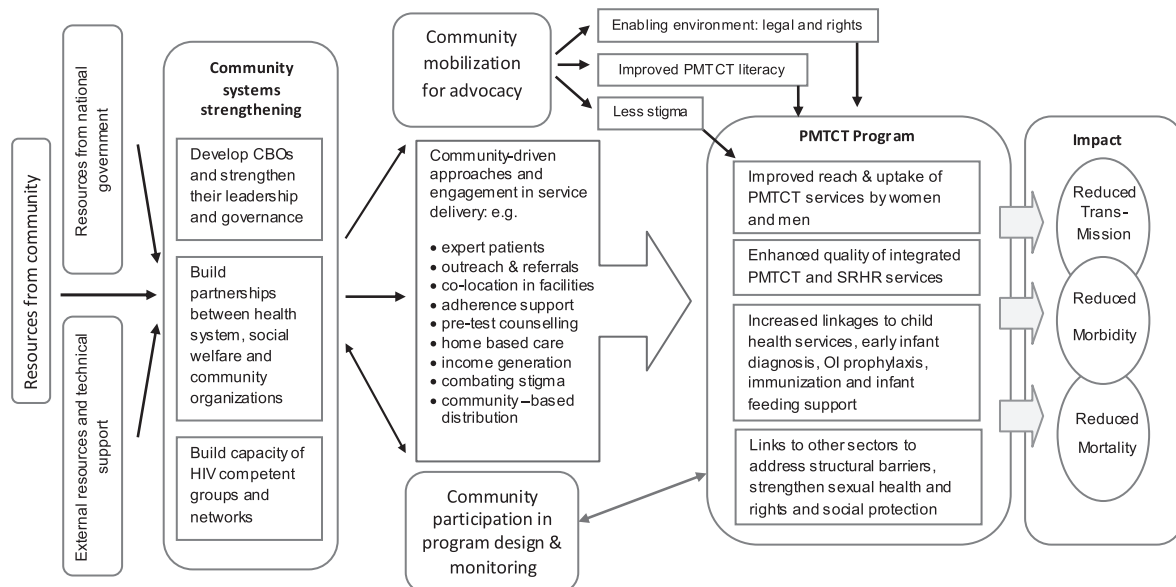 Resources from community
Resources from national
government
External resources and technical
support
Community
systems
strengthening
Develop CBOs
and strengthen
their leadership
and governance
Build
partnerships
between health
system, social
welfare and
community
organizations
Build capacity of
HIV competent
groups and
networks
Community
mobilization
for advocacy
Enabling environment: legal and rights
Improved PMTCT literacy
Less stigma
Community-driven
approaches and
engagement in service
delivery: e.g.
• expert patients
• outreach & referrals
• co-location in facilities
• adherence support
• pre-test counselling
• home based care
• income generation
• combating stigma
• community–based
distribution
Community
participation in
program design &
monitoring
PMTCT Program
Improved reach & uptake of
PMTCT services by women
and men
Enhanced quality of integrated
PMTCT and SRHR services
Increased linkages to child
health services, early infant
diagnosis, OI prophylaxis,
immunization and infant
feeding support
Links to other sectors to
address structural barriers,
strengthen sexual health and
rights and social protection
Impact
Reduced
Trans-
Mission
Reduced
Morbidity
Reduced
Mortality